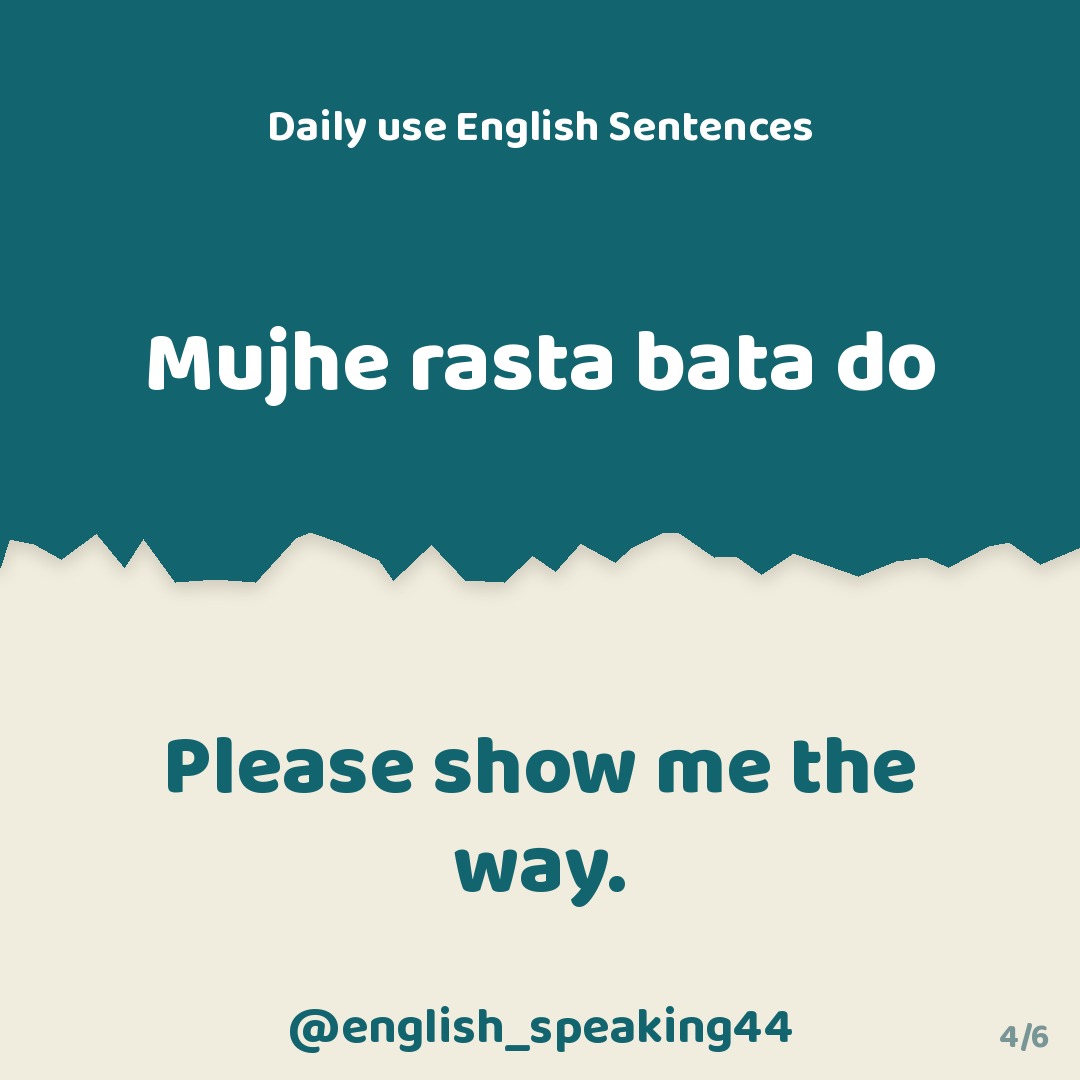 Daily use English Sentences
Mujhe rasta bata do
Please show me the
way.
@english_speaking44
4/6